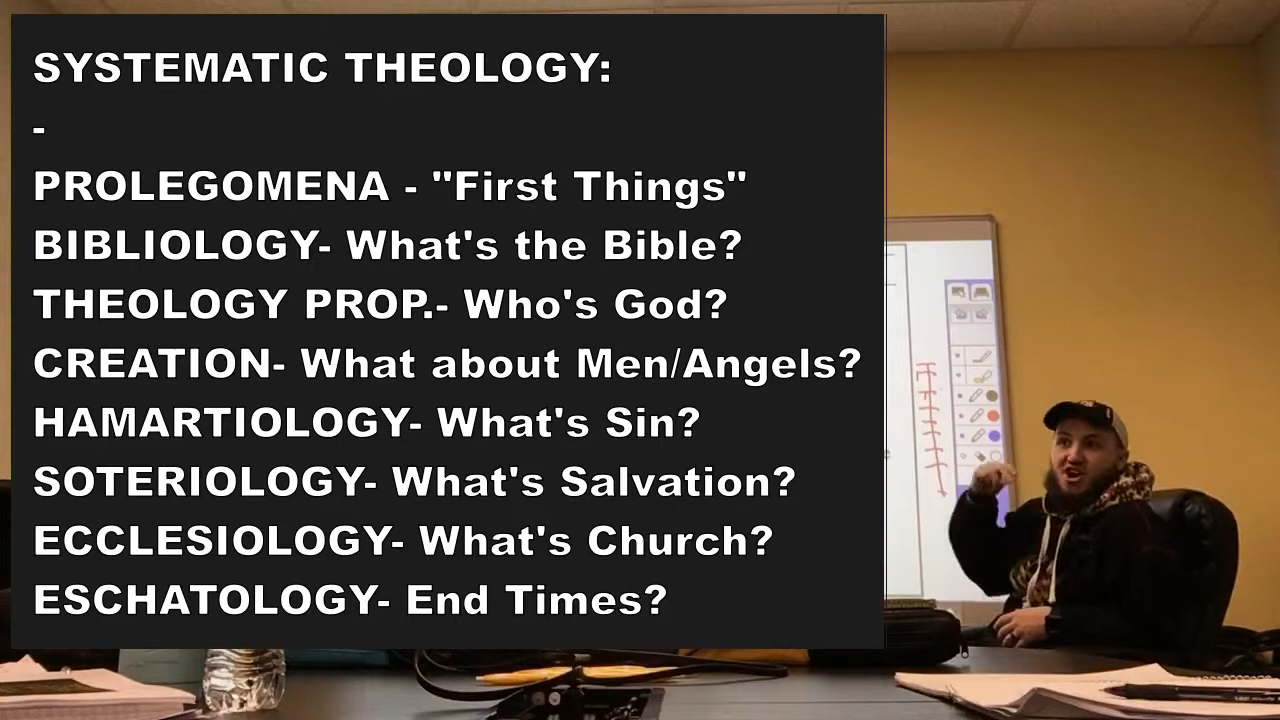 SYSTEMATIC THEOLOGY:
-
PROLEGOMENA - "First Things"
BIBLIOLOGY- What's the Bible?
THEOLOGY PROP.- Who's God?
CREATION- What about Men/Angels?
HAMARTIOLOGY- What's Sin?
SOTERIOLOGY- What's Salvation?
ECCLESIOLOGY- What's Church?
ESCHATOLOGY- End Times?